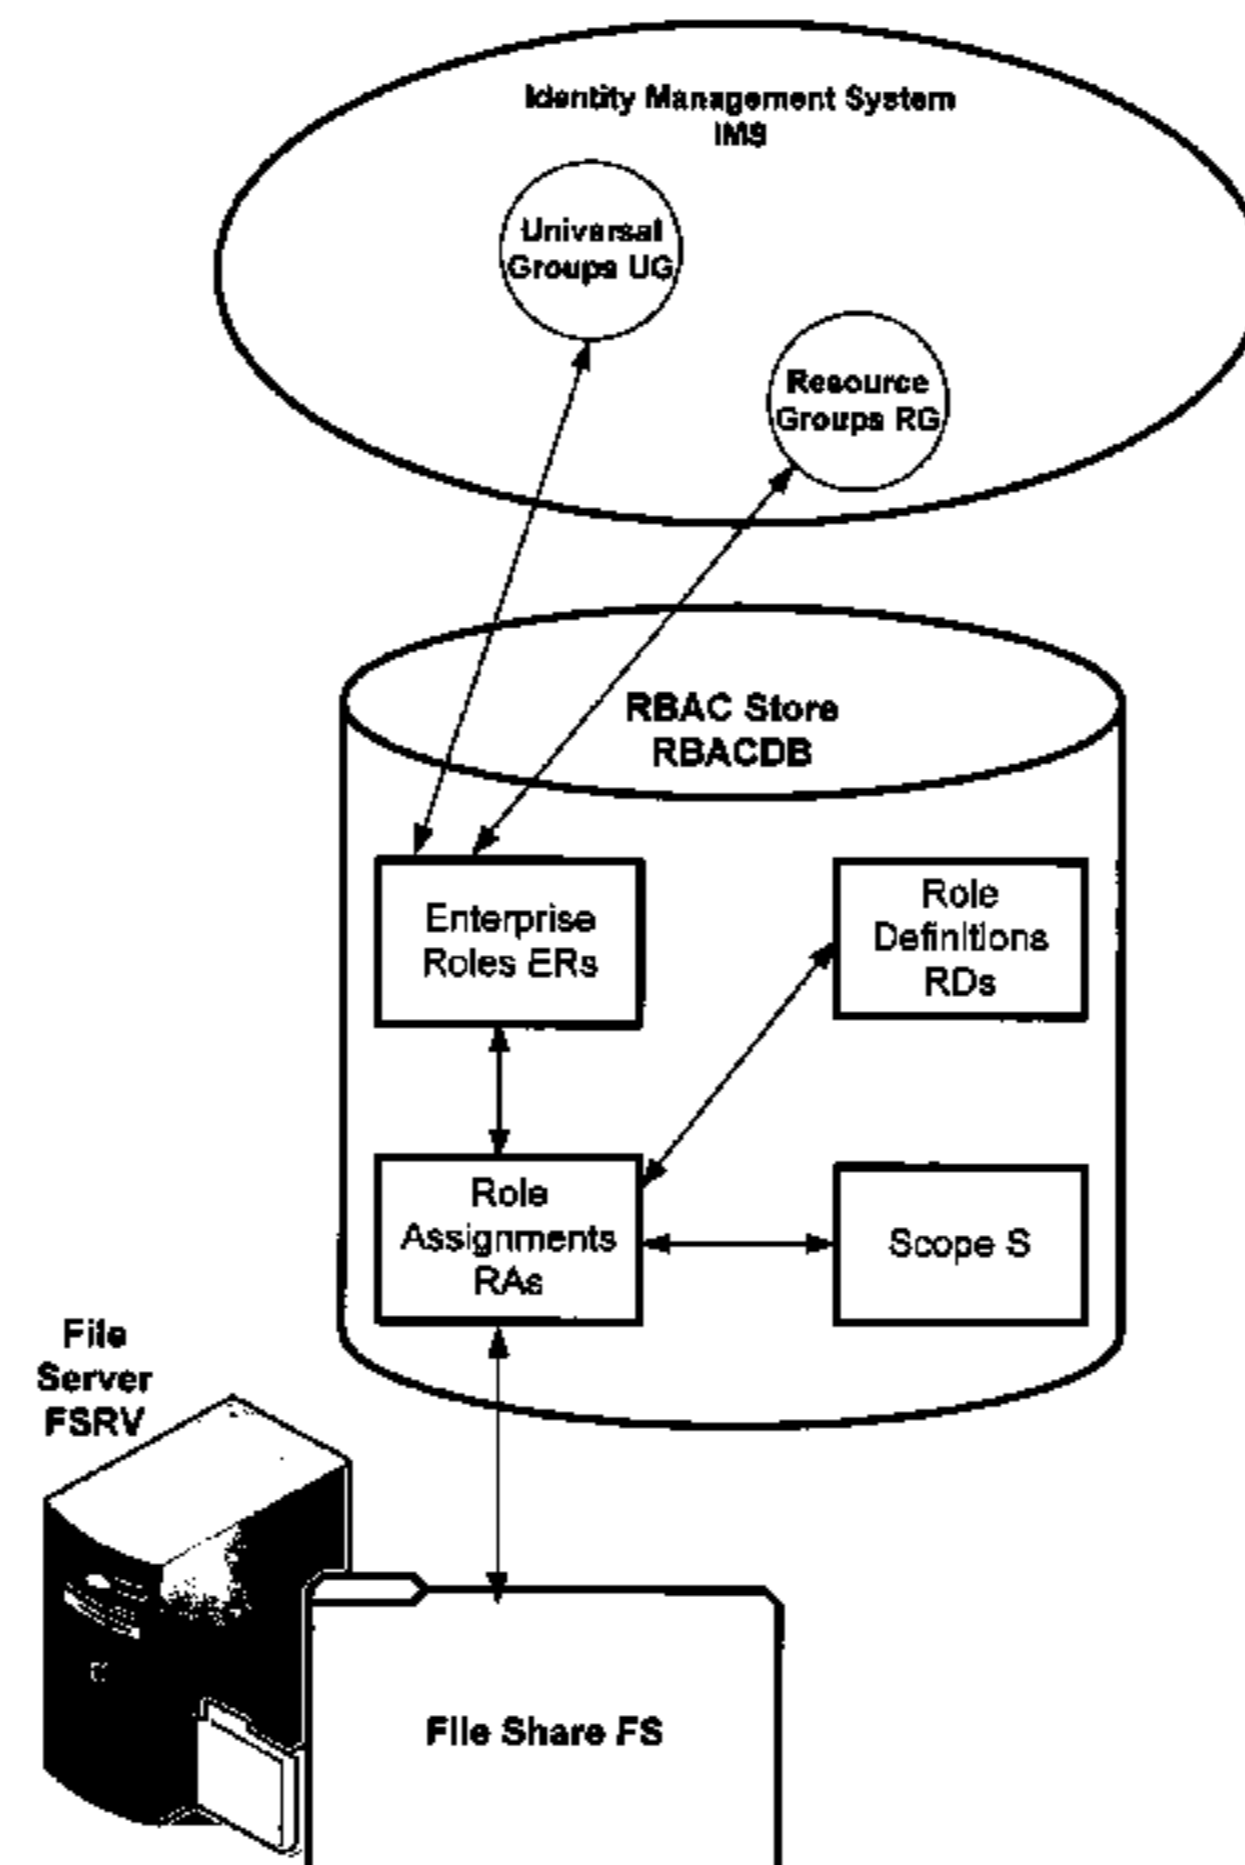 Identity Management System
IMS
Universal
Groups UG
Resource
Groups RG
RBAC Store
RBACDB
Enterprise
Roles ERs
Role
Definitions
RDs
Role
Assignments
RAs
Scope S
File
Server
FSRV
File Share FS